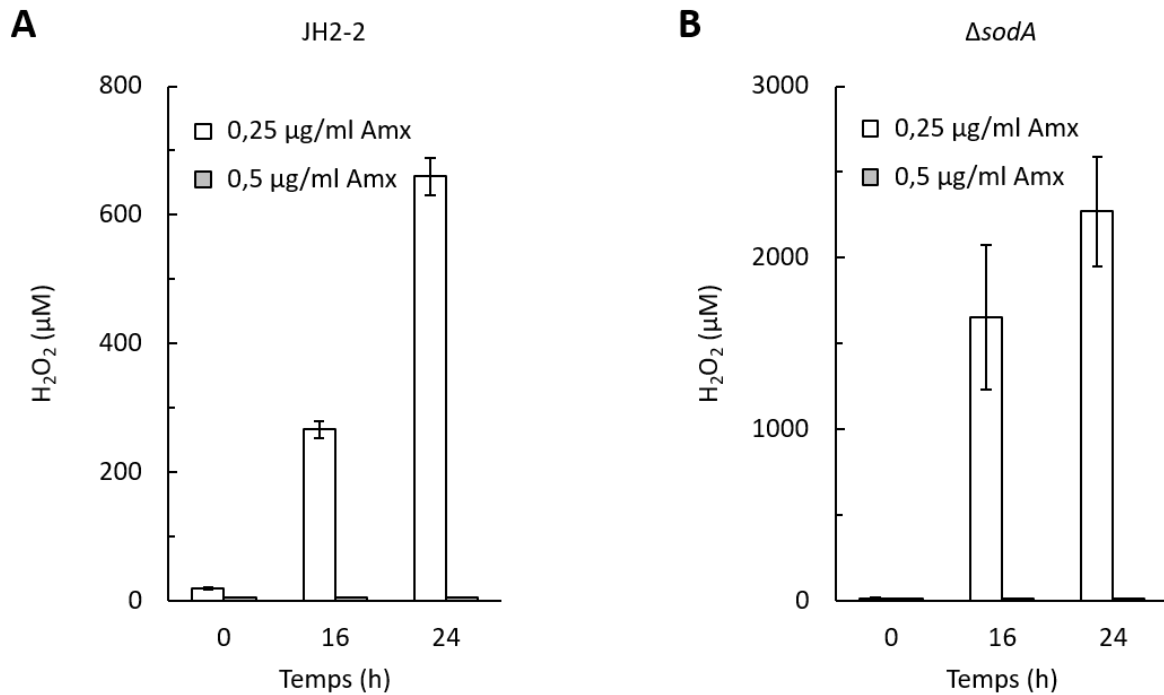 A
JH2-2
800
600
400
200
0
H₂O₂ (µM)
0,25 µg/ml Amx
0,5 µg/ml Amx
0 16 24
Temps (h)
B
ΔsodA
3000
2000
1000
0
H₂O₂ (µM)
0,25 µg/ml Amx
0,5 µg/ml Amx
0 16 24
Temps (h)